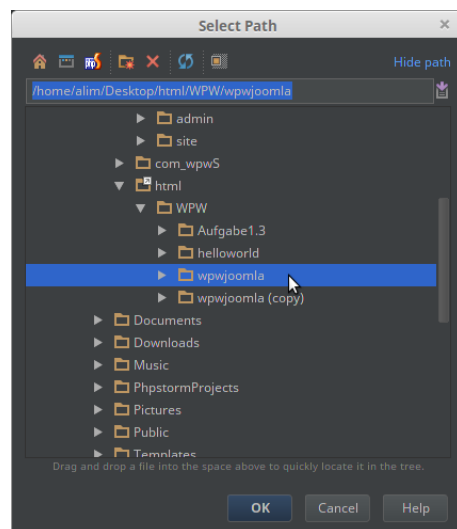 Select Path
Hide path
/home/alim/Desktop/html/WPW/wpwjoomla
admin
site
com_wpwS
html
WPW
Aufgabe1.3
helloworld
wpwjoomla
wpwjoomla (copy)
Documents
Downloads
Music
PhpstormProjects
Pictures
Public
Templates
Drag and drop a file into the space above to quickly locate it in the tree.
OK Cancel Help